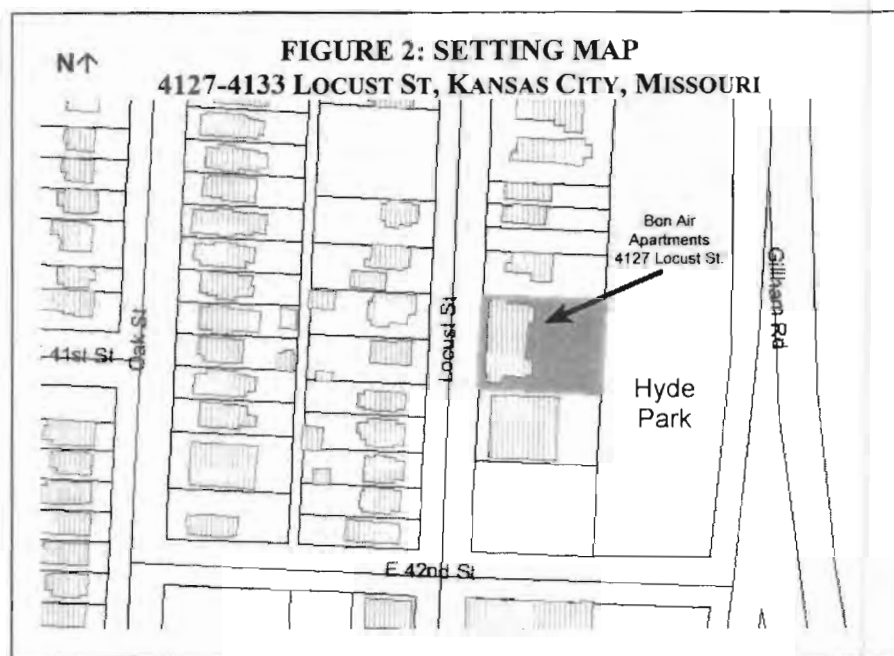 FIGURE 2: SETTING MAP
4127-4133 LOCUST ST, KANSAS CITY, MISSOURI
N↑
Bon Air
Apartments
4127 Locust St.
Gillham Rd
Locust St
Oak St
41st St
Hyde
Park
E 42nd St